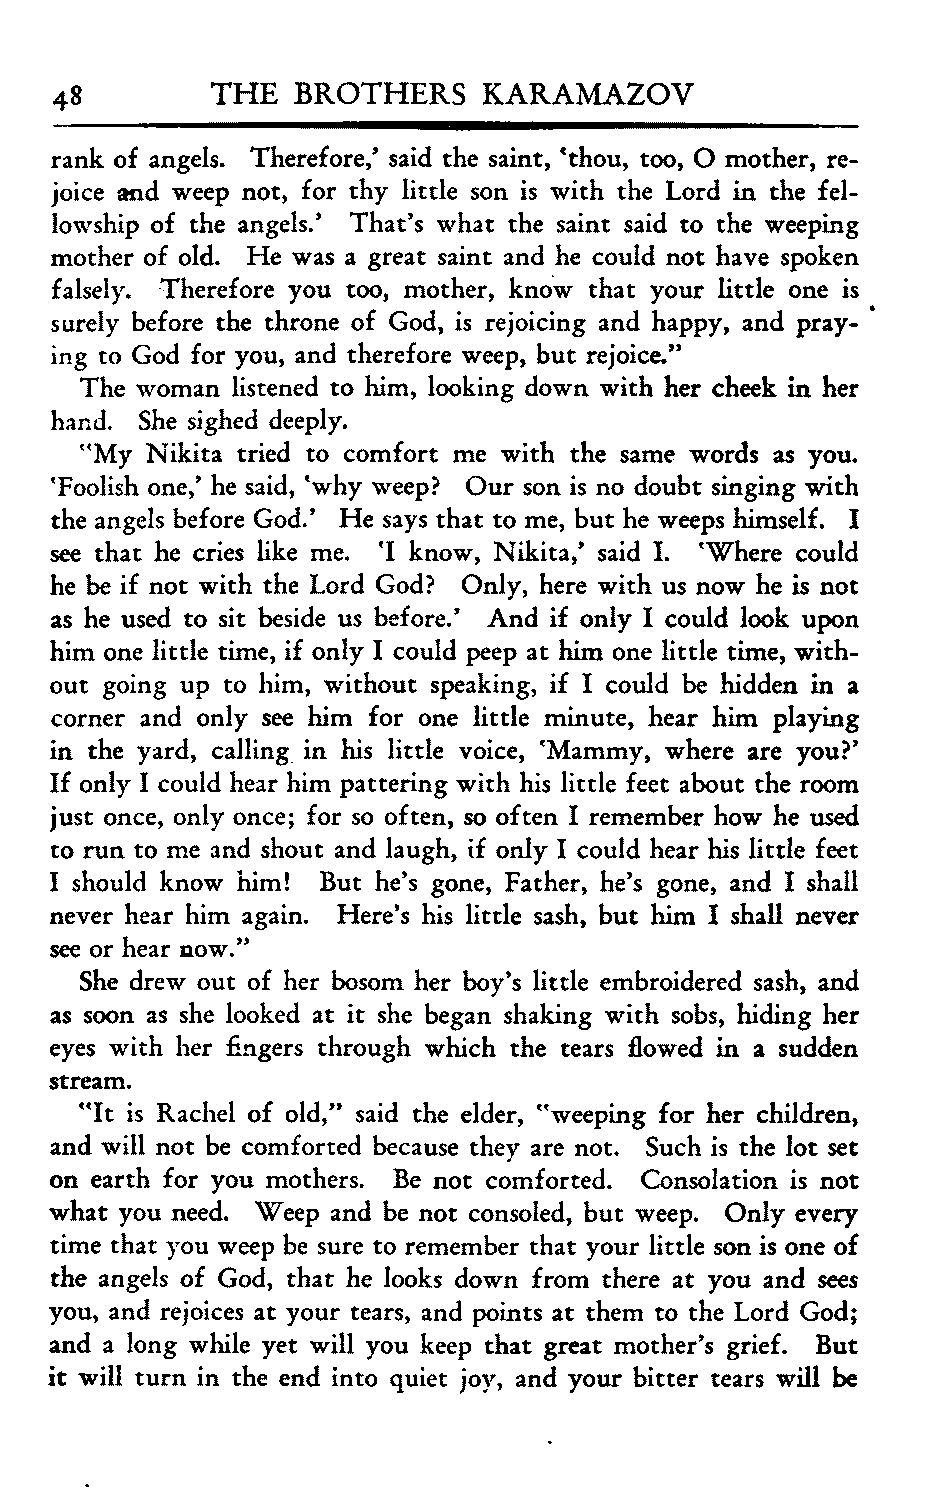 48 THE BROTHERS KARAMAZOV
rank of angels. Therefore,’ said the saint, ‘thou, too, O mother, re-
joice and weep not, for thy little son is with the Lord in the fel-
lowship of the angels.’ That’s what the saint said to the weeping
mother of old. He was a great saint and he could not have spoken
falsely. Therefore you too, mother, know that your little one is
surely before the throne of God, is rejoicing and happy, and pray-
ing to God for you, and therefore weep, but rejoice.”
The woman listened to him, looking down with her cheek in her
hand. She sighed deeply.
“My Nikita tried to comfort me with the same words as you.
‘Foolish one,’ he said, ‘why weep? Our son is no doubt singing with
the angels before God.’ He says that to me, but he weeps himself. I
see that he cries like me. ‘I know, Nikita,’ said I. ‘Where could
he be if not with the Lord God? Only, here with us now he is not
as he used to sit beside us before.’ And if only I could look upon
him one little time, if only I could peep at him one little time, with-
out going up to him, without speaking, if I could be hidden in a
corner and only see him for one little minute, hear him playing
in the yard, calling in his little voice, ‘Mammy, where are you?’
If only I could hear him pattering with his little feet about the room
just once, only once; for so often, so often I remember how he used
to run to me and shout and laugh, if only I could hear his little feet
I should know him! But he’s gone, Father, he’s gone, and I shall
never hear him again. Here’s his little sash, but him I shall never
see or hear now.”
She drew out of her bosom her boy’s little embroidered sash, and
as soon as she looked at it she began shaking with sobs, hiding her
eyes with her fingers through which the tears flowed in a sudden
stream.
“It is Rachel of old,” said the elder, “weeping for her children,
and will not be comforted because they are not. Such is the lot set
on earth for you mothers. Be not comforted. Consolation is not
what you need. Weep and be not consoled, but weep. Only every
time that you weep be sure to remember that your little son is one of
the angels of God, that he looks down from there at you and sees
you, and rejoices at your tears, and points at them to the Lord God;
and a long while yet will you keep that great mother’s grief. But
it will turn in the end into quiet joy, and your bitter tears will be